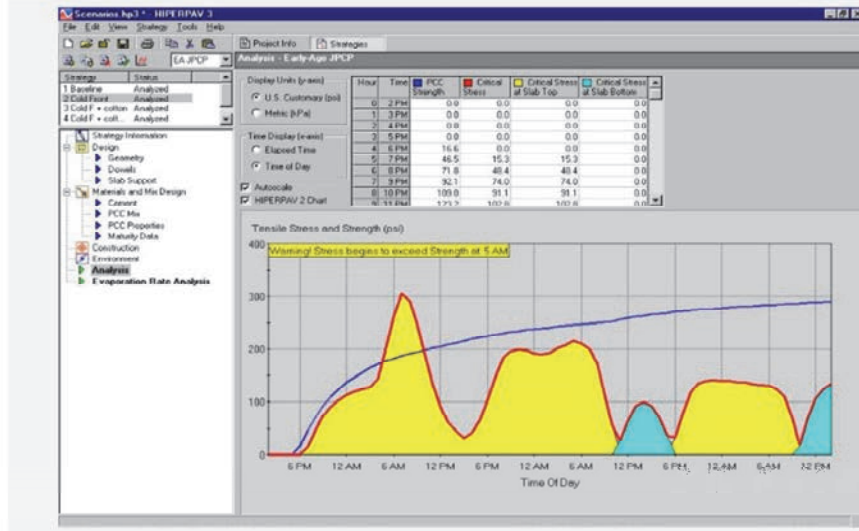 Scenarios.hp3 * - HIPERPAV 3
File Edit View Strategy Tools Help
EA JPCP
Project Info Strategies
Analysis - Early-Age JPCP
Strategy Status
1 Baseline Analyzed
2 Cold Front Analyzed
3 Cold F + cotton Analyzed
4 Cold F + cott... Analyzed
Strategy Information
Design
Geometry
Dowels
Slab Support
Materials and Mix Design
Cement
PCC Mix
PCC Properties
Maturity Data
Construction
Environment
Analysis
Evaporation Rate Analysis
Display Units (y-axis)
U.S. Customary (psi)
Metric (kPa)
Time Display (x-axis)
Elapsed Time
Time of Day
Autoscale
HIPERPAV 2 Chart
Hour Time PCC Strength Critical Stress Critical Stress at Slab Top Critical Stress at Slab Bottom
0 2 PM 0.0 0.0 0.0 0.0
1 3 PM 0.0 0.0 0.0 0.0
2 4 PM 0.0 0.0 0.0 0.0
3 5 PM 0.0 0.0 0.0 0.0
4 6 PM 16.6 0.0 0.0 0.0
5 7 PM 46.5 15.3 15.3 0.0
6 8 PM 71.8 48.4 48.4 0.0
7 9 PM 92.1 74.0 74.0 0.0
8 10 PM 109.0 91.1 91.1 0.0
9 11 PM 123.2 102.8 102.8 0.0
Tensile Stress and Strength (psi)
Warning! Stress begins to exceed Strength at 5 AM
400
300
200
100
0
6 PM 12 AM 6 AM 12 PM 6 PM 12 AM 6 AM 12 PM 6 PM 12 AM 6 AM 12 PM
Time Of Day